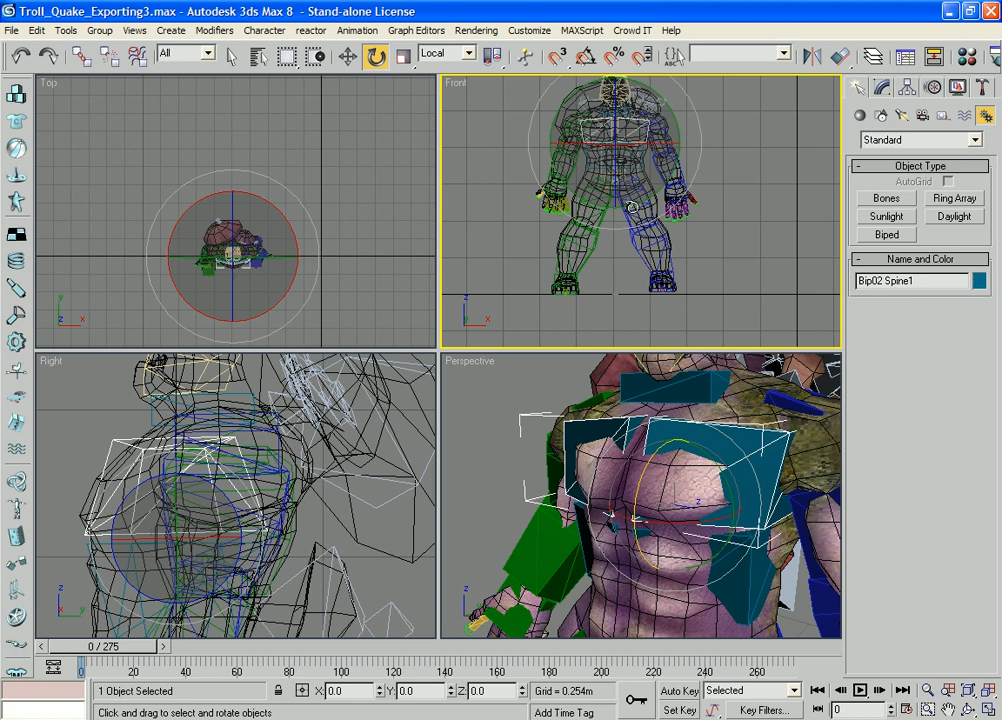 Troll_Quake_Exporting3.max - Autodesk 3ds Max 8 - Stand-alone License
File Edit Tools Group Views Create Modifiers Character reactor Animation Graph Editors Rendering Customize MAXScript Crowd IT Help
All Local
Top
Front
Standard
- Object Type
AutoGrid
Bones Ring Array
Sunlight Daylight
Biped
- Name and Color
Bip02 Spine1
y
z x
z
y x
Right
Perspective
z
z
x y
z
< 0 / 275 >
0 20 40 60 80 100 120 140 160 180 200 220 240 260
1 Object Selected X: 0.0 Y: 0.0 Z: 0.0 Grid = 0.254m Auto Key Selected
Click and drag to select and rotate objects Add Time Tag Set Key Key Filters... 0